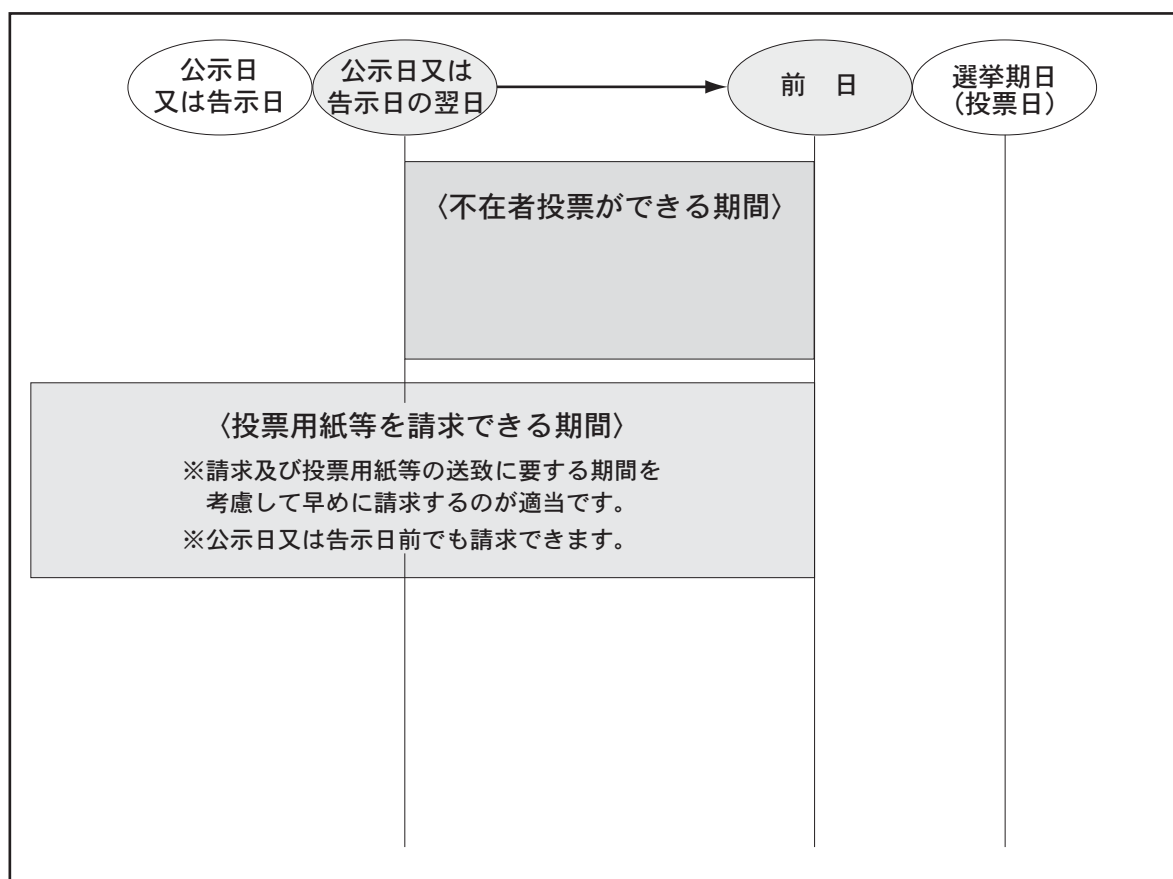 公示日
又は告示日
公示日又は
告示日の翌日
前　日
選挙期日
（投票日）
〈不在者投票ができる期間〉
〈投票用紙等を請求できる期間〉
※請求及び投票用紙等の送致に要する期間を
考慮して早めに請求するのが適当です。
※公示日又は告示日前でも請求できます。